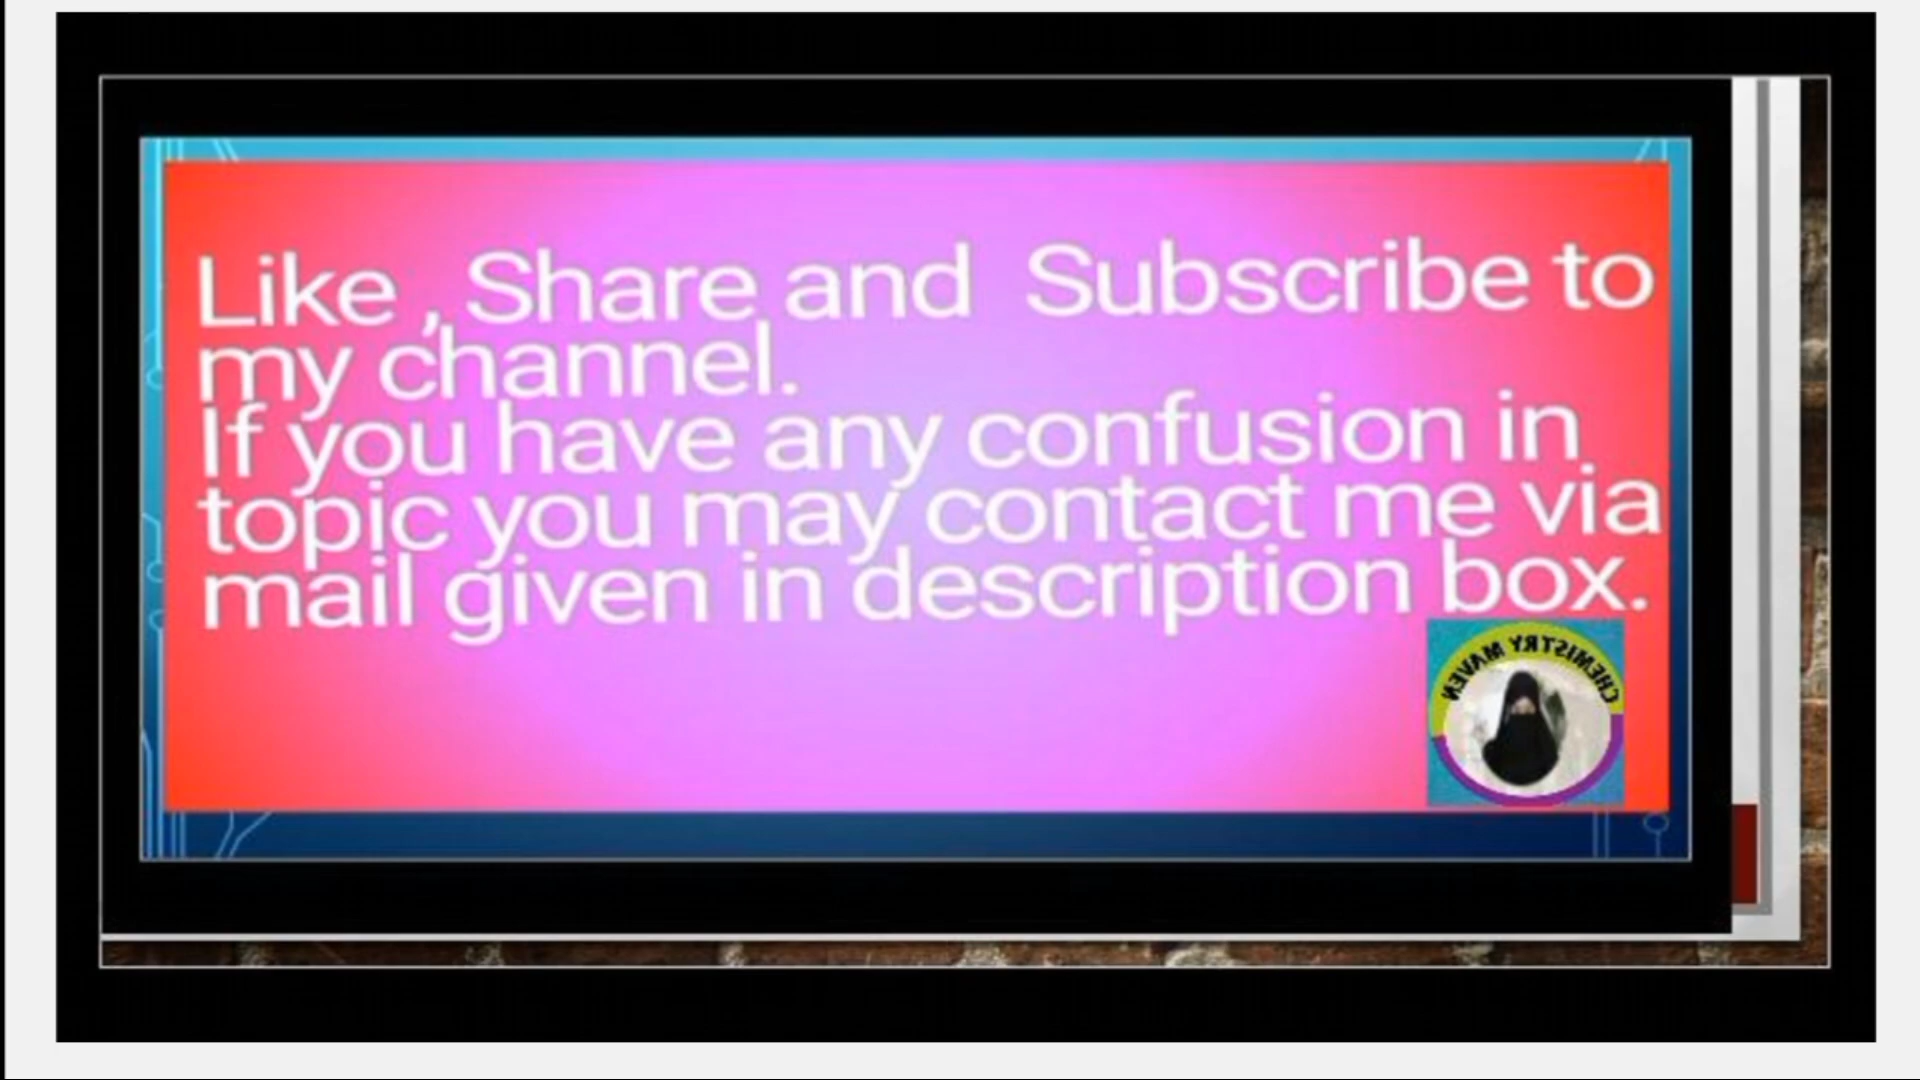 Like , Share and Subscribe to
my channel.
If you have any confusion in
topic you may contact me via
mail given in description box.
CHEMISTRY MAVEN